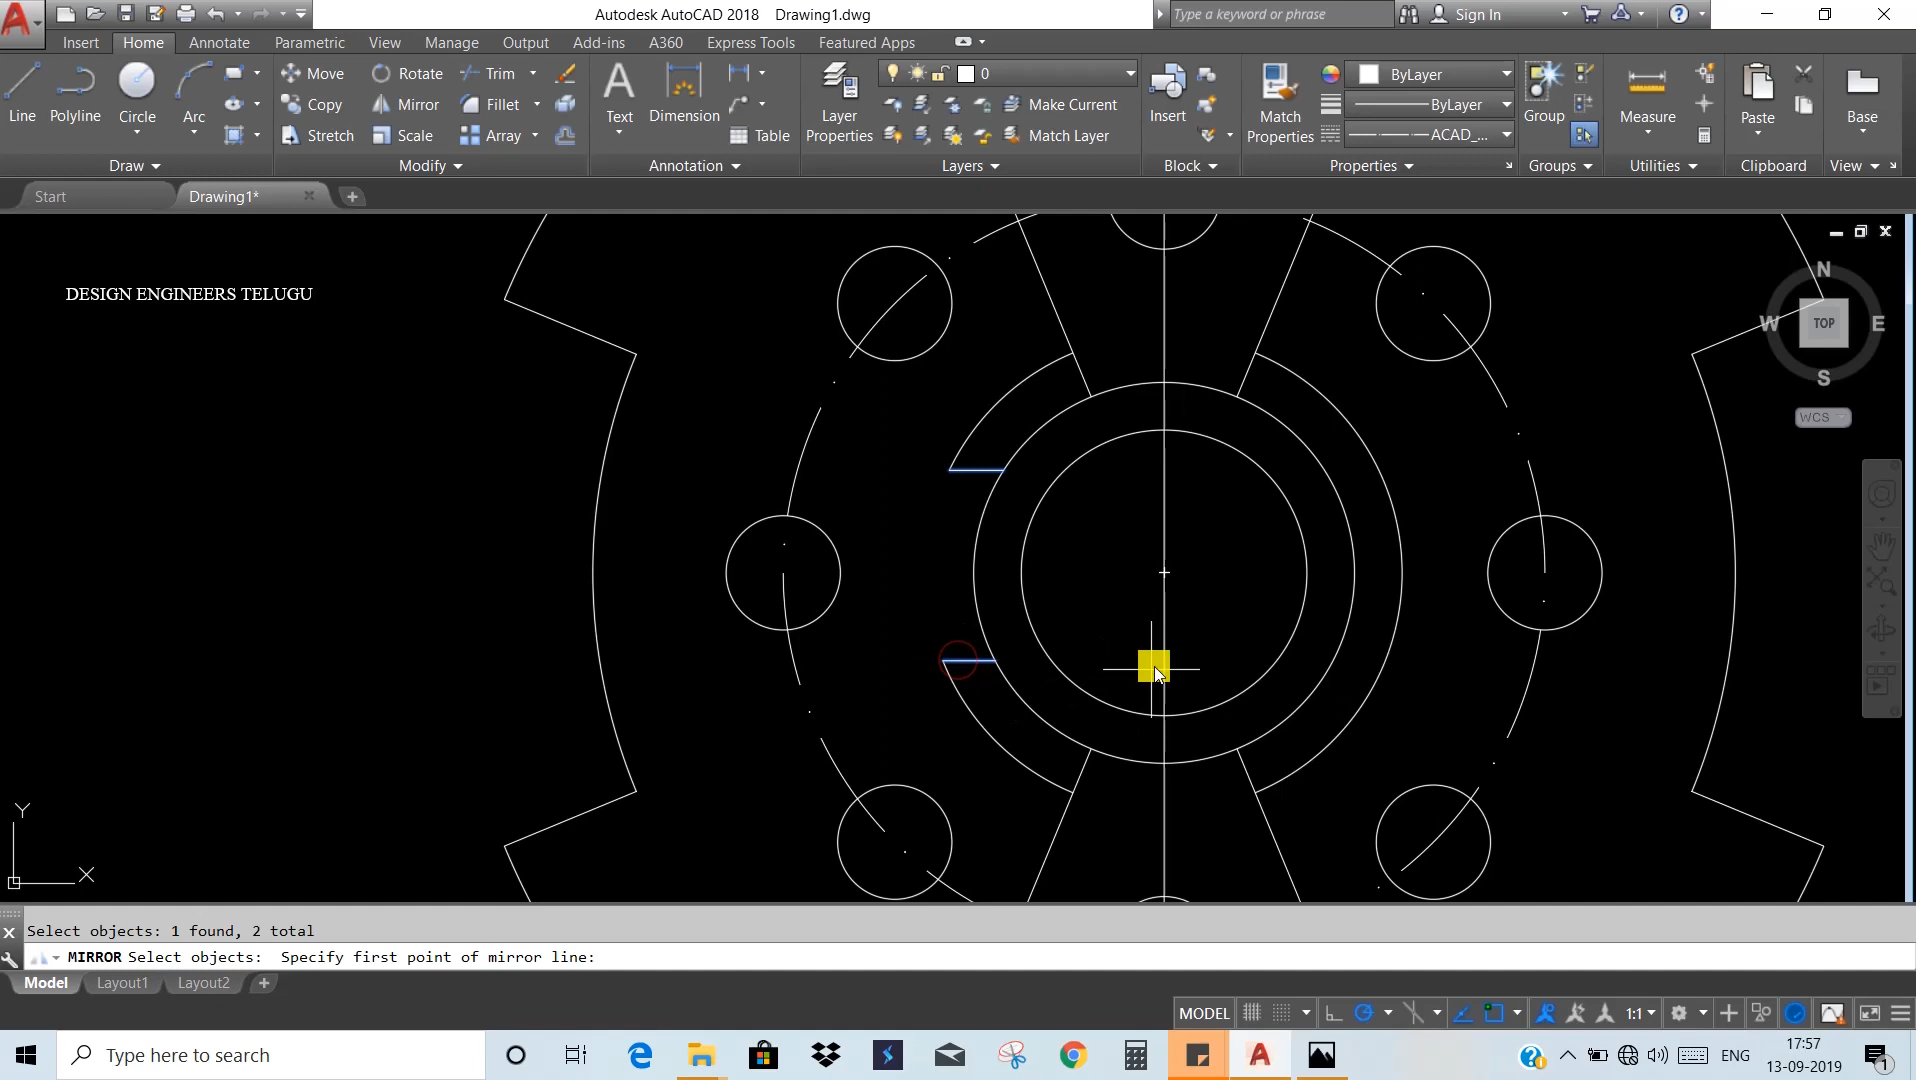 Autodesk AutoCAD 2018 Drawing1.dwg
Type a keyword or phrase
Sign In
Insert Home Annotate Parametric View Manage Output Add-ins A360 Express Tools Featured Apps
Line Polyline Circle Arc
Move Rotate Trim
Copy Mirror Fillet
Stretch Scale Array
Text Dimension Table
Layer Properties
0
Make Current
Match Layer
Insert
Match Properties
ByLayer
ByLayer
ACAD_...
Group
Measure
Paste
Base
Draw Modify Annotation Layers Block Properties Groups Utilities Clipboard View
Start Drawing1*
DESIGN ENGINEERS TELUGU
N
W TOP E
S
WCS
Y
X
Select objects: 1 found, 2 total
MIRROR Select objects: Specify first point of mirror line:
Model Layout1 Layout2
MODEL 1:1
Type here to search
ENG
17:57
13-09-2019
1